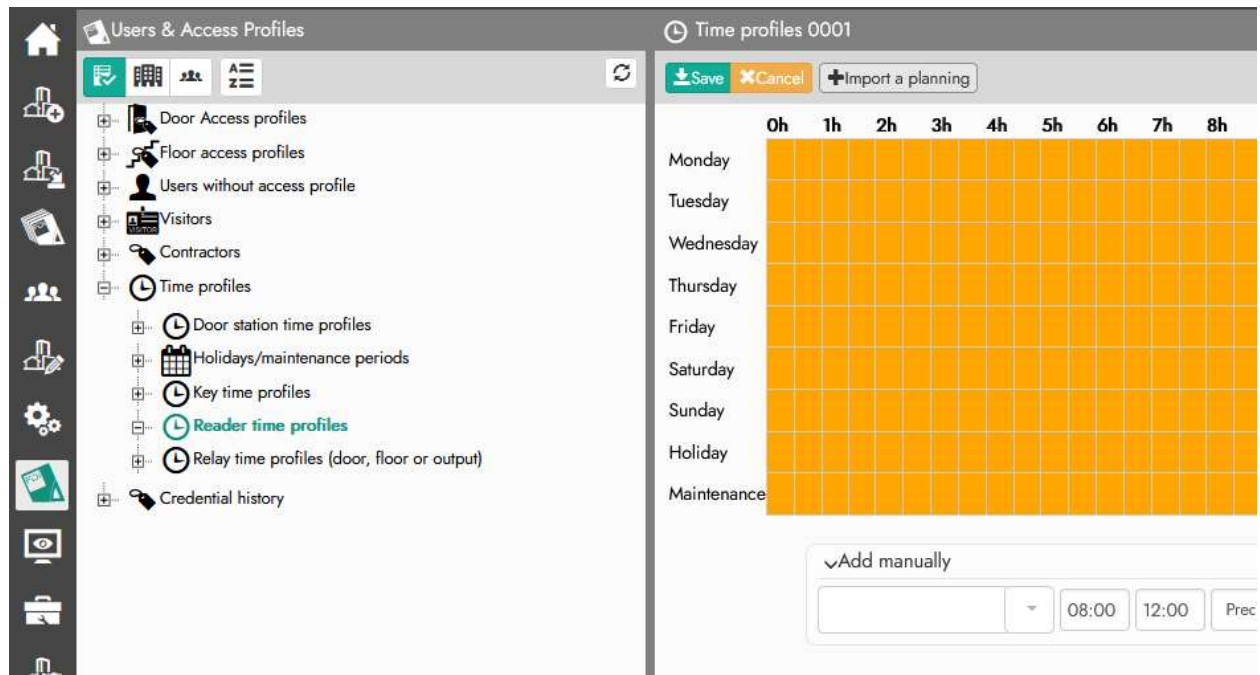 Users & Access Profiles
A
Z
Door Access profiles
Floor access profiles
Users without access profile
VISITOR
Visitors
Contractors
Time profiles
Door station time profiles
Holidays/maintenance periods
Key time profiles
Reader time profiles
Relay time profiles (door, floor or output)
Credential history
Time profiles 0001
Save Cancel Import a planning
0h 1h 2h 3h 4h 5h 6h 7h 8h
Monday
Tuesday
Wednesday
Thursday
Friday
Saturday
Sunday
Holiday
Maintenance
Add manually
08:00 12:00 Prec